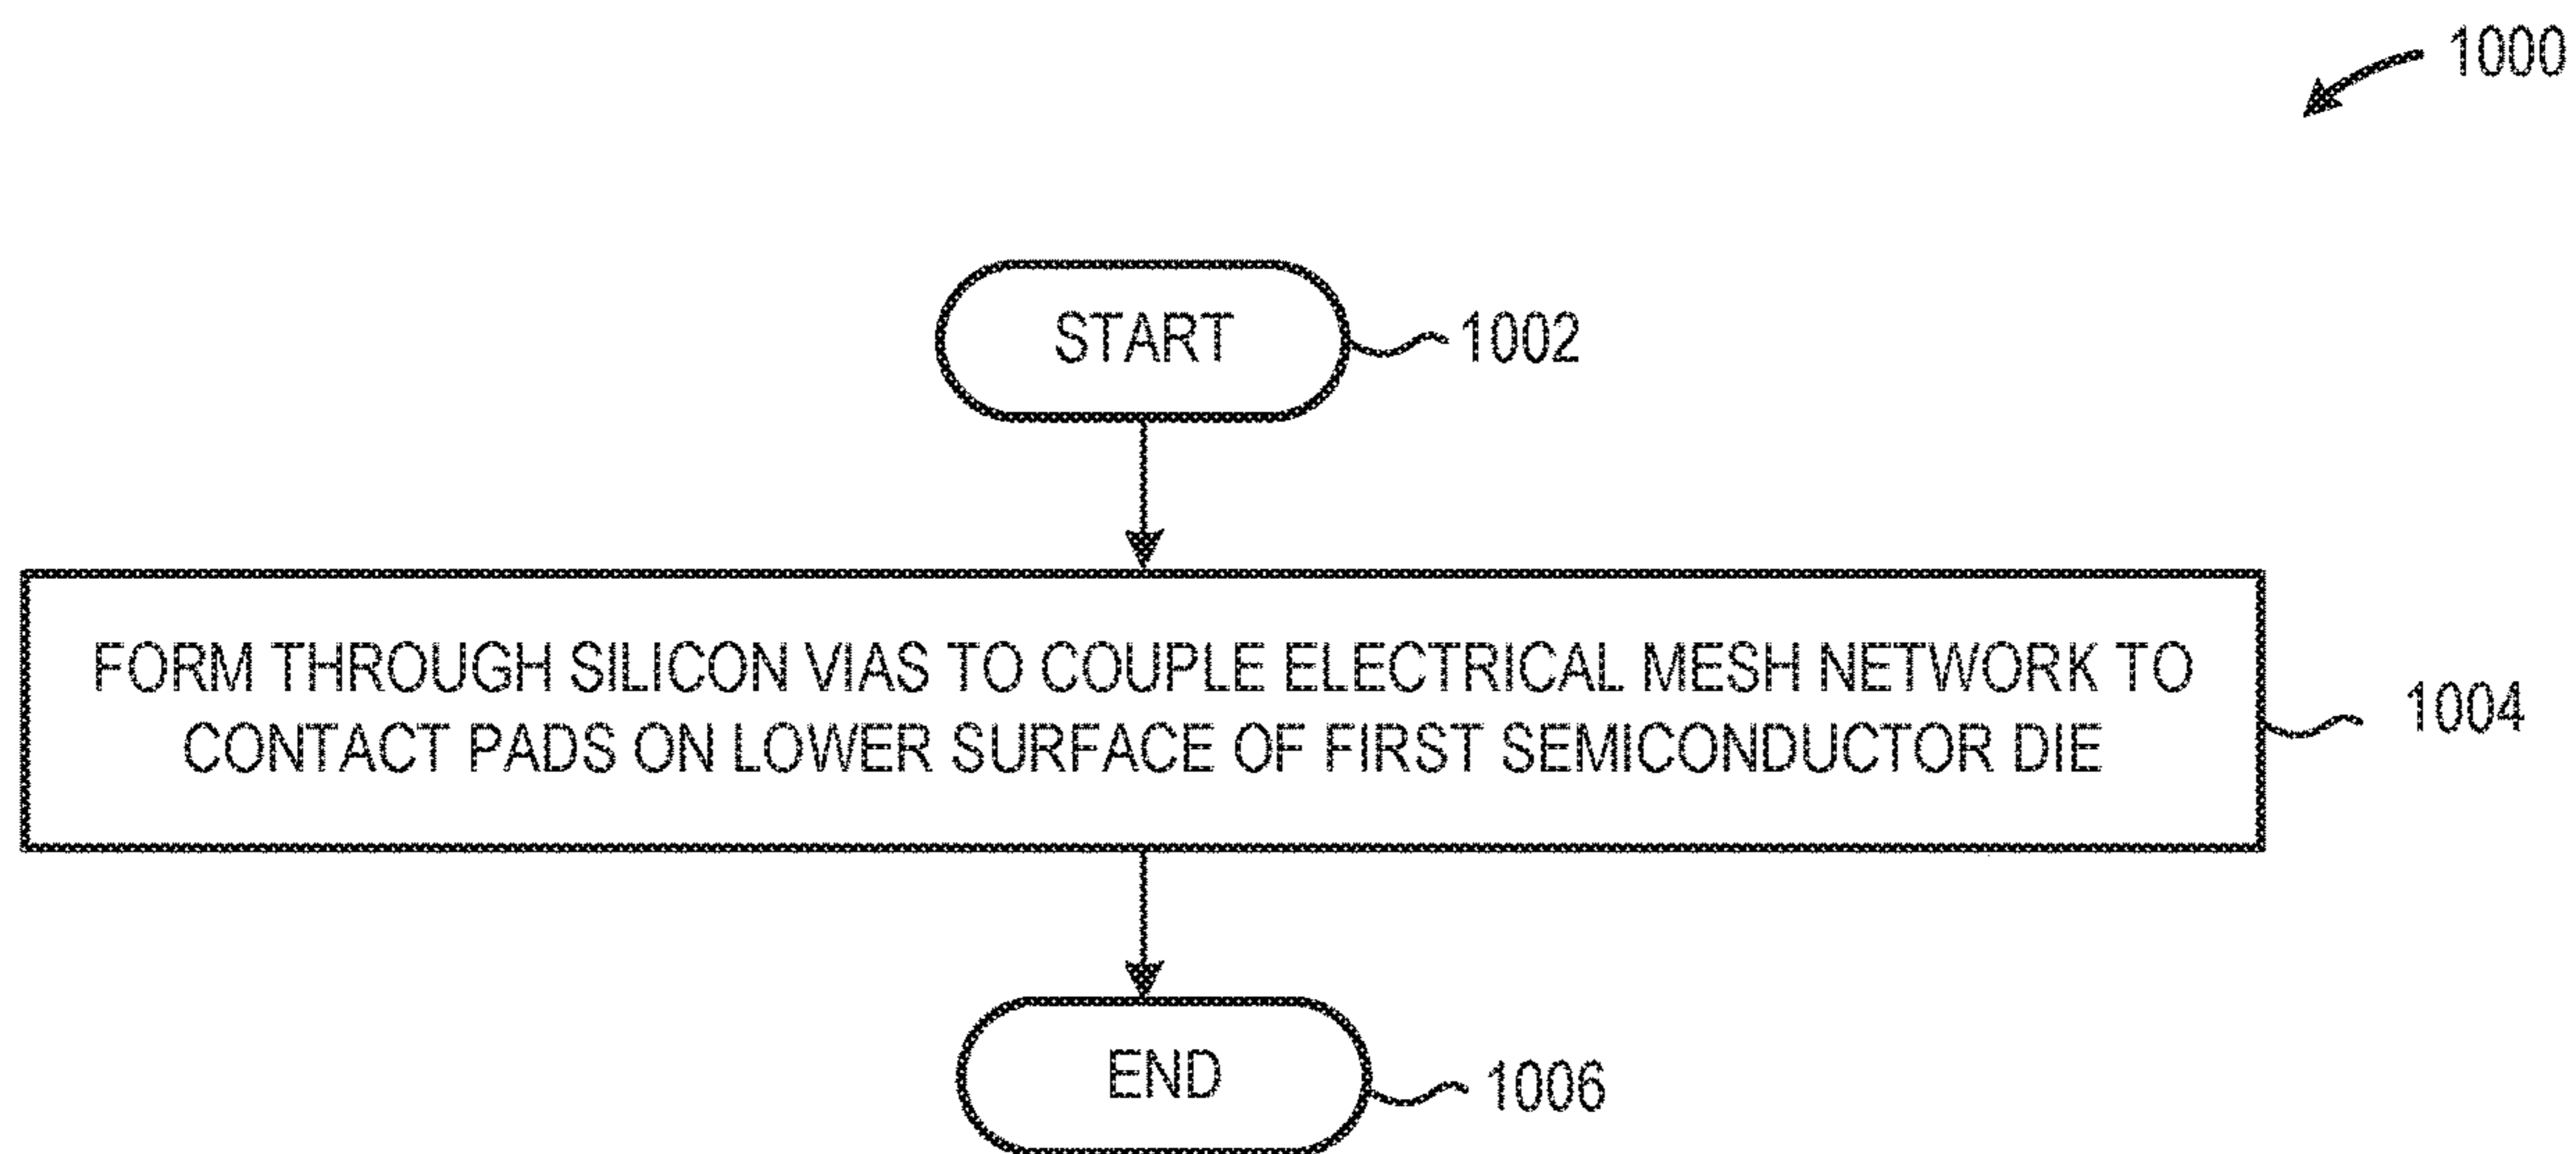 1000
START
1002
FORM THROUGH SILICON VIAS TO COUPLE ELECTRICAL MESH NETWORK TO
CONTACT PADS ON LOWER SURFACE OF FIRST SEMICONDUCTOR DIE
1004
END
1006